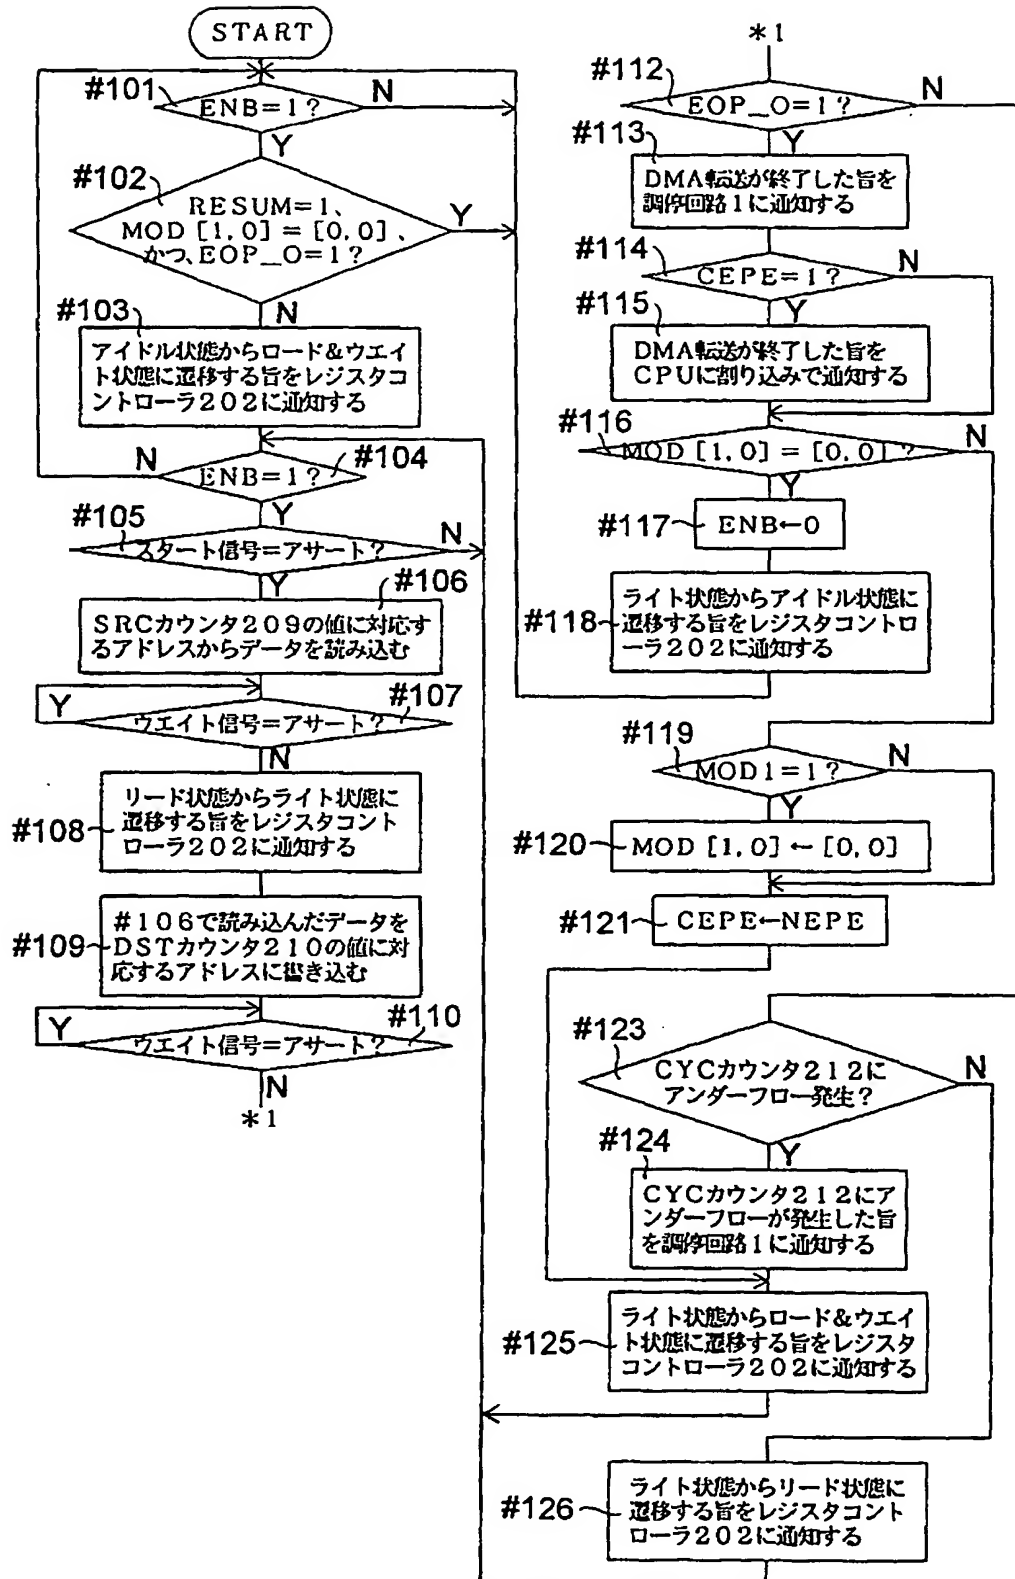 START
#101
ENB=1?
N
Y
#102
RESUM=1、
MOD[1,0]=[0,0]、
かつ、EOP_O=1?
Y
N
#103
アイドル状態からロード&ウエイ
ト状態に遷移する旨をレジスタコ
ントローラ202に通知する
N
ENB=1?
#104
Y
#105
スタート信号=アサート?
N
Y
#106
SRCカウンタ209の値に対応す
るアドレスからデータを読み込む
Y
#107
ウエイト信号=アサート?
N
#108
リード状態からライト状態に
遷移する旨をレジスタコント
ローラ202に通知する
#109
#106で読み込んだデータを
DSTカウンタ210の値に対
応するアドレスに書き込む
Y
#110
ウエイト信号=アサート?
N
*1
*1
#112
EOP_O=1?
N
Y
#113
DMA転送が終了した旨を
調停回路1に通知する
#114
CEPE=1?
N
Y
#115
DMA転送が終了した旨を
CPUに割り込みで通知する
#116
MOD[1,0]=[0,0]?
N
Y
#117
ENB←0
#118
ライト状態からアイドル状態に
遷移する旨をレジスタコントロ
ーラ202に通知する
#119
MOD1=1?
N
Y
#120
MOD[1,0]←[0,0]
#121
CEPE←NEPE
#123
CYCカウンタ212に
アンダーフロー発生?
N
Y
#124
CYCカウンタ212にア
ンダーフローが発生した旨
を調停回路1に通知する
#125
ライト状態からロード&ウエイ
ト状態に遷移する旨をレジスタ
コントローラ202に通知する
#126
ライト状態からリード状態に
遷移する旨をレジスタコント
ローラ202に通知する